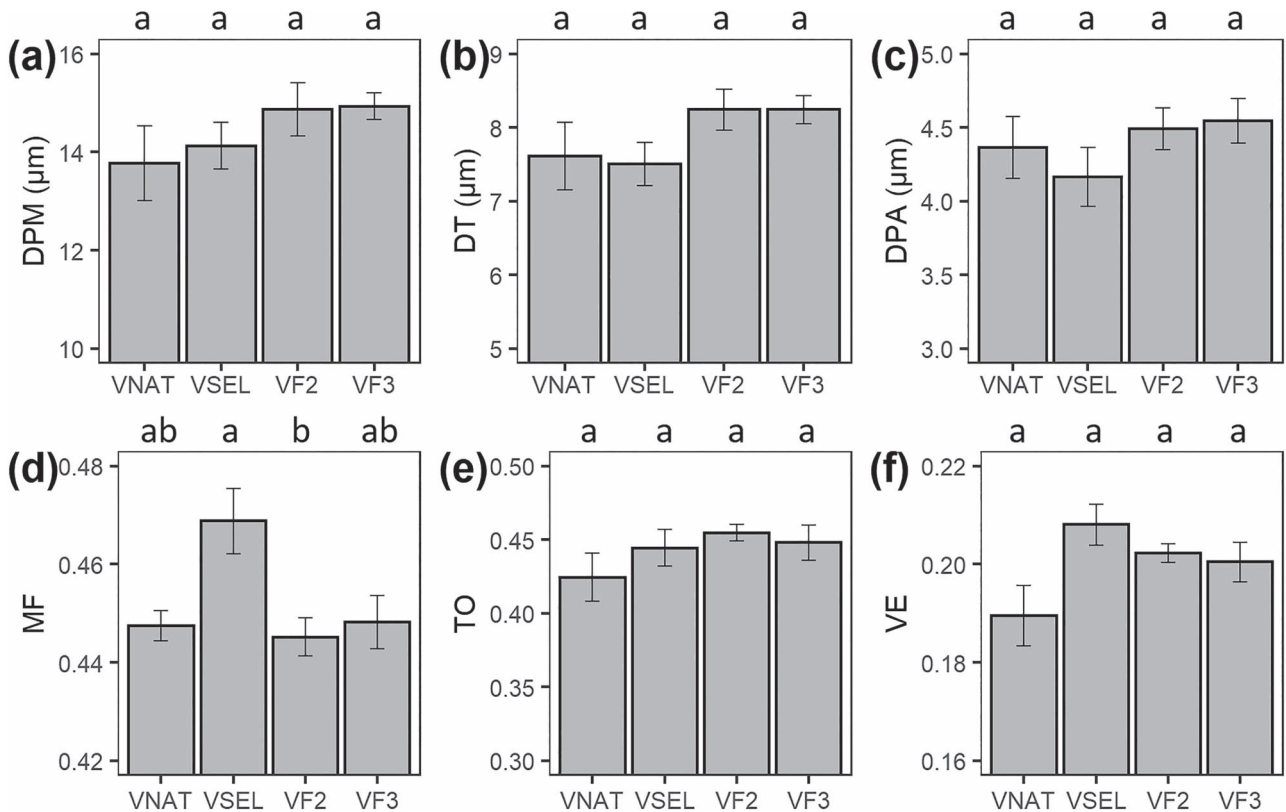 a a a a
(a)
DPM (µm)
16
14
12
10
VNAT VSEL VF2 VF3
a a a a
(b)
DT (µm)
9
8
7
6
5
VNAT VSEL VF2 VF3
a a a a
(c)
DPA (µm)
5.0
4.5
4.0
3.5
3.0
VNAT VSEL VF2 VF3
ab a b ab
(d)
MF
0.48
0.46
0.44
0.42
VNAT VSEL VF2 VF3
a a a a
(e)
TO
0.50
0.45
0.40
0.35
0.30
VNAT VSEL VF2 VF3
a a a a
(f)
VE
0.22
0.20
0.18
0.16
VNAT VSEL VF2 VF3